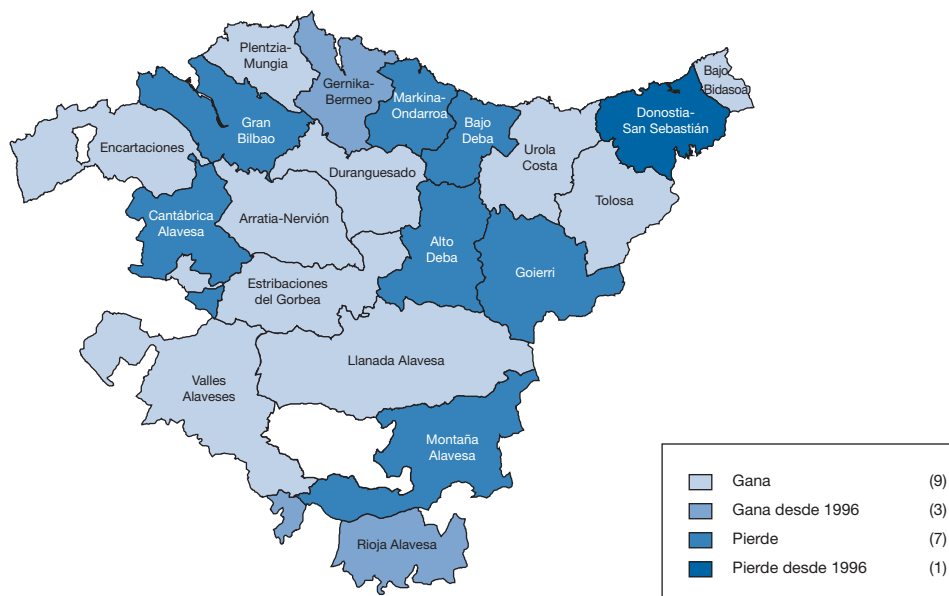 Plentzia-
Mungia
Gernika-
Bermeo
Markina-
Ondarroa
Bajo
Bidasoa
Donostia-
San Sebastián
Gran
Bilbao
Bajo
Deba
Encartaciones
Urola
Costa
Duranguesado
Tolosa
Cantábrica
Alavesa
Arratia-Nervión
Alto
Deba
Goierri
Estribaciones
del Gorbea
Llanada Alavesa
Valles
Alaveses
Montaña
Alavesa
Rioja Alavesa
Gana (9)
Gana desde 1996 (3)
Pierde (7)
Pierde desde 1996 (1)